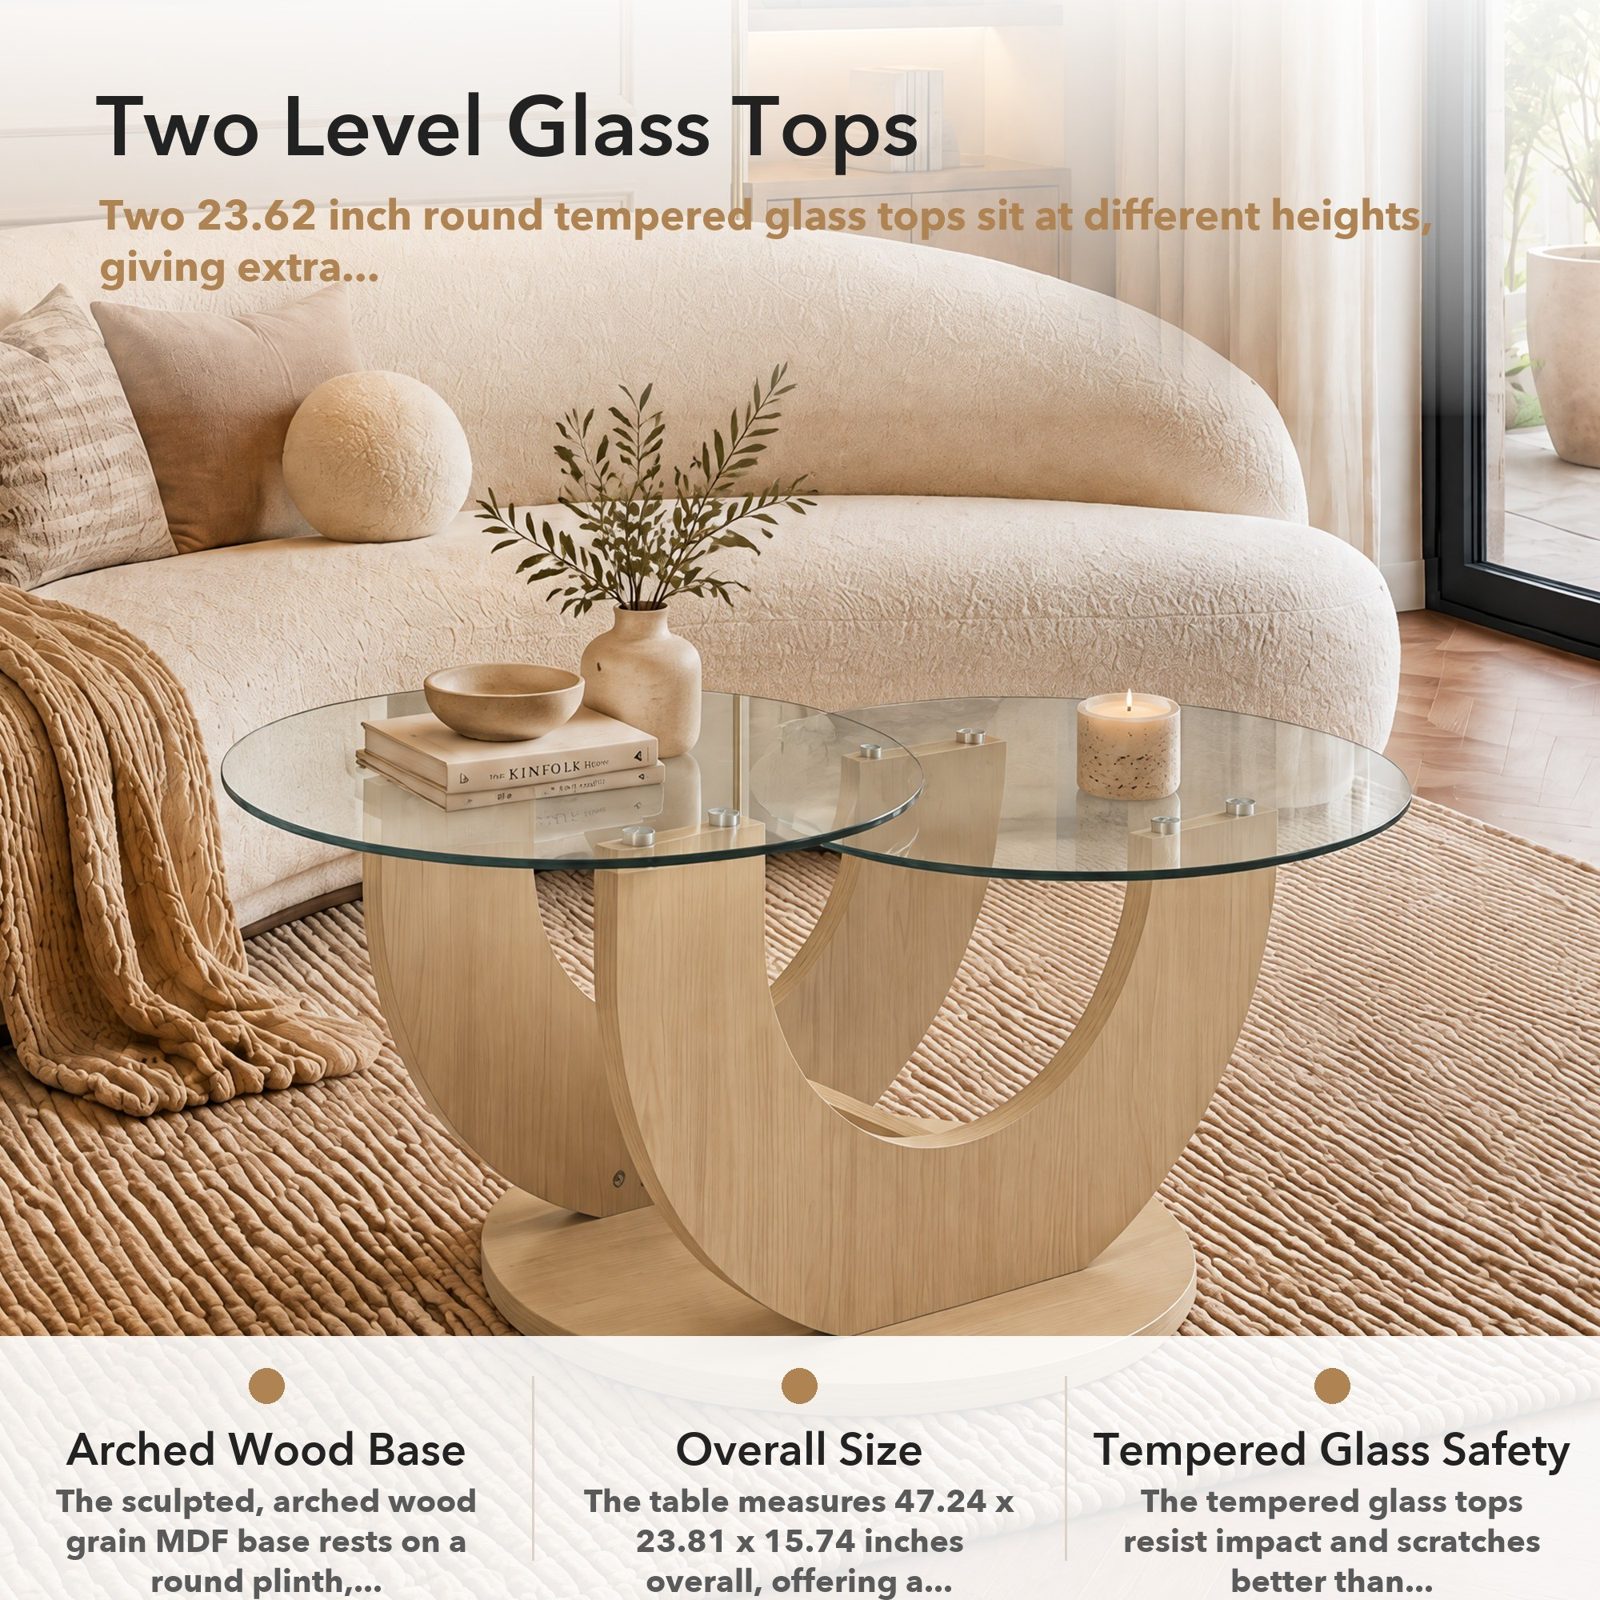 Two Level Glass Tops
Two 23.62 inch round tempered glass tops sit at different heights,
giving extra...
THE KINFOLK HOME
Arched Wood Base
The sculpted, arched wood
grain MDF base rests on a
round plinth,...
Overall Size
The table measures 47.24 x
23.81 x 15.74 inches
overall, offering a...
Tempered Glass Safety
The tempered glass tops
resist impact and scratches
better than...